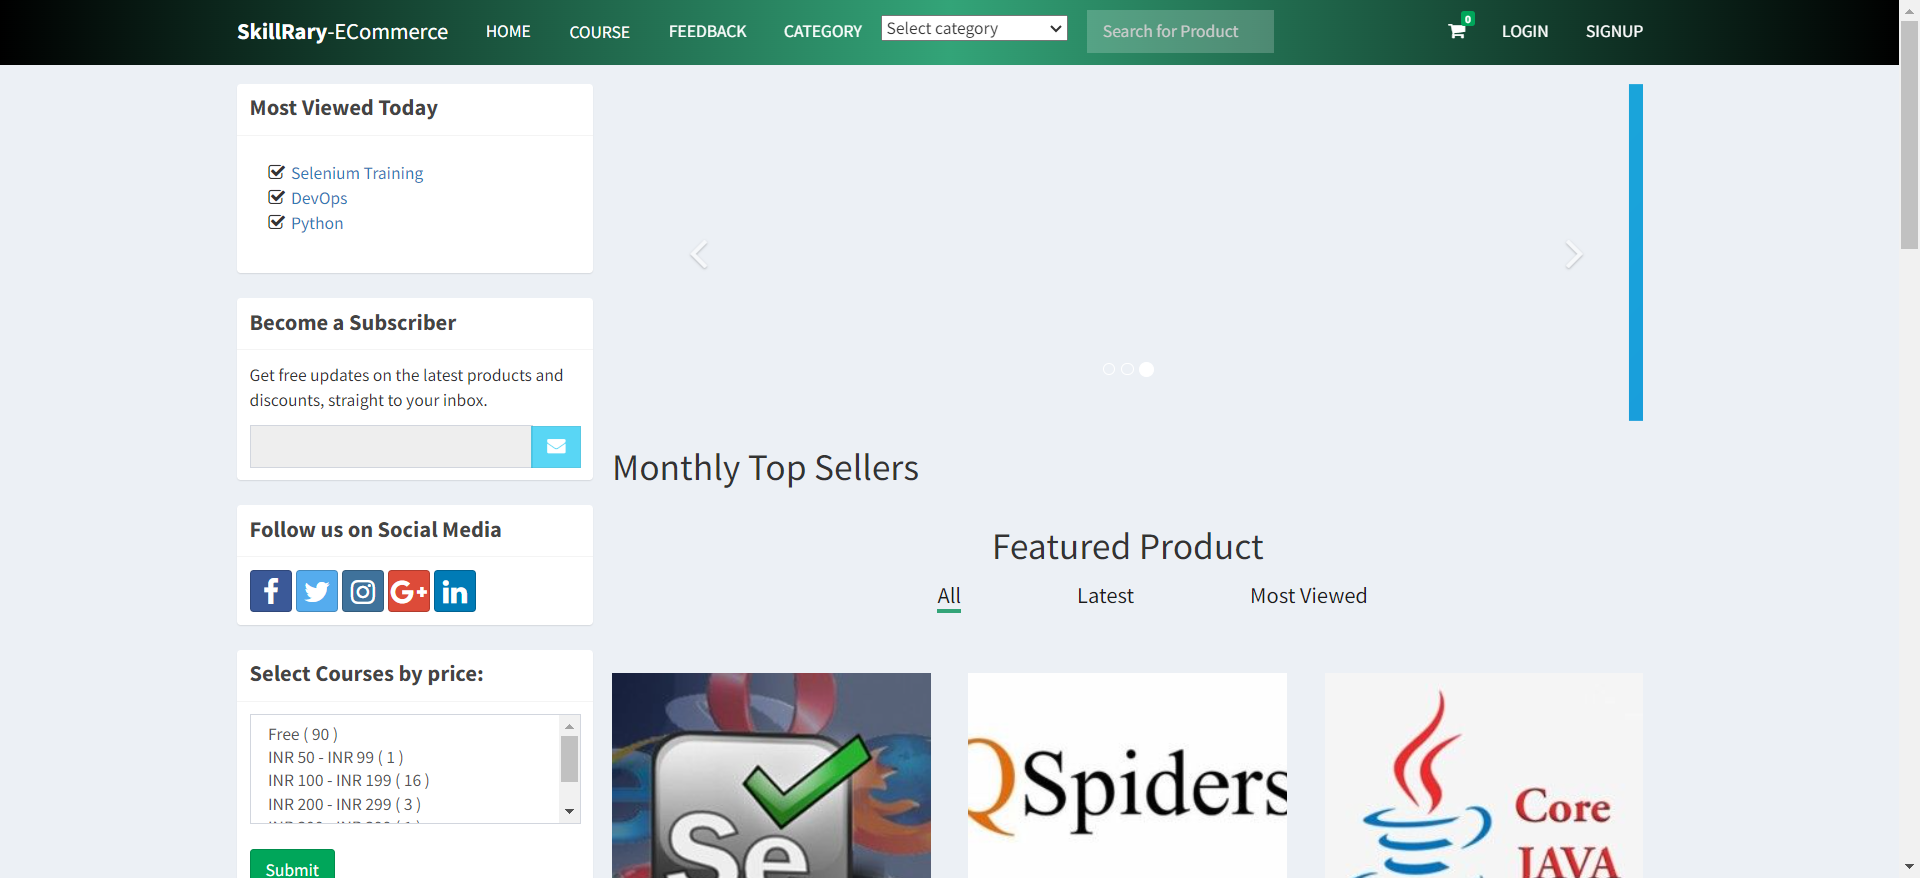 SkillRary-ECommerce HOME COURSE FEEDBACK CATEGORY Select category Search for Product 0 LOGIN SIGNUP
Most Viewed Today
Selenium Training
DevOps
Python
Become a Subscriber
Get free updates on the latest products and
discounts, straight to your inbox.
Follow us on Social Media
Select Courses by price:
Free ( 90 )
INR 50 - INR 99 ( 1 )
INR 100 - INR 199 ( 16 )
INR 200 - INR 299 ( 3 )
Submit
Monthly Top Sellers
Featured Product
All Latest Most Viewed
Se
QSpiders
Core
JAVA